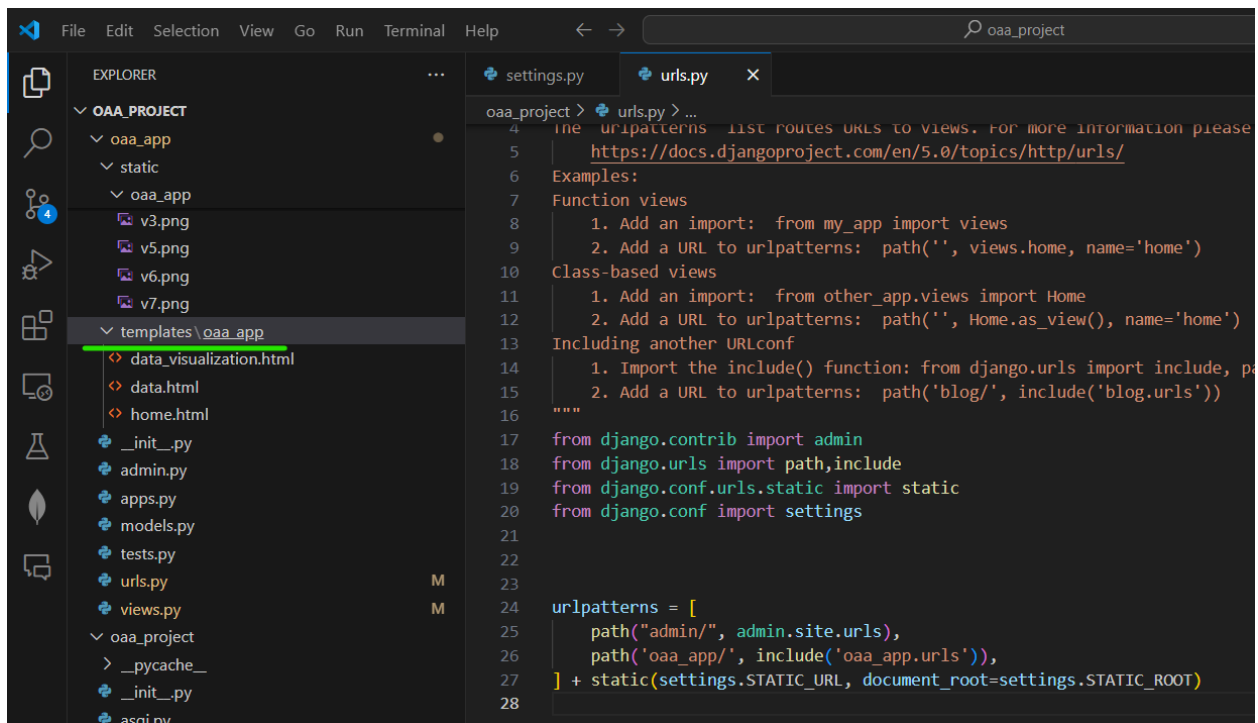 File Edit Selection View Go Run Terminal Help
oaa_project
EXPLORER
OAA_PROJECT
oaa_app
static
oaa_app
v3.png
v5.png
v6.png
v7.png
templates\oaa_app
data_visualization.html
data.html
home.html
__init__.py
admin.py
apps.py
models.py
tests.py
urls.py M
views.py M
oaa_project
__pycache__
__init__.py
asgi.py
4
settings.py urls.py
oaa_project > urls.py > ...
4 The `urlpatterns` list routes URLs to views. For more information please
5 https://docs.djangoproject.com/en/5.0/topics/http/urls/
6 Examples:
7 Function views
8 1. Add an import:  from my_app import views
9 2. Add a URL to urlpatterns:  path('', views.home, name='home')
10 Class-based views
11 1. Add an import:  from other_app.views import Home
12 2. Add a URL to urlpatterns:  path('', Home.as_view(), name='home')
13 Including another URLconf
14 1. Import the include() function: from django.urls import include, pa
15 2. Add a URL to urlpatterns:  path('blog/', include('blog.urls'))
16 """
17 from django.contrib import admin
18 from django.urls import path,include
19 from django.conf.urls.static import static
20 from django.conf import settings
21
22
23
24 urlpatterns = [
25 path("admin/", admin.site.urls),
26 path('oaa_app/', include('oaa_app.urls')),
27 ] + static(settings.STATIC_URL, document_root=settings.STATIC_ROOT)
28